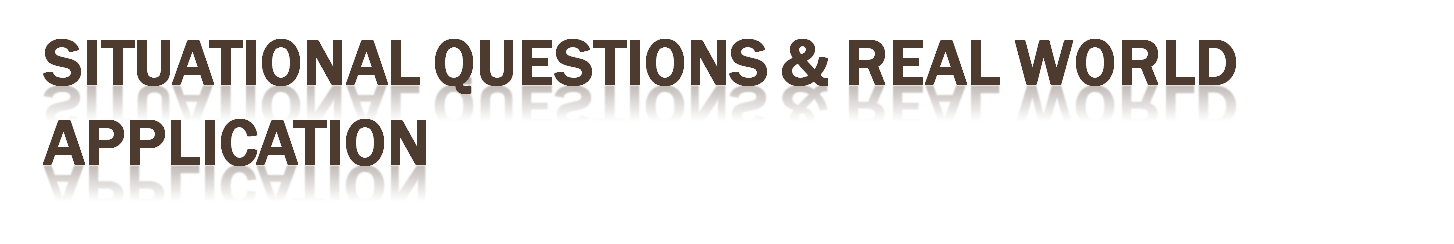 SITUATIONAL QUESTIONS & REAL WORLD
APPLICATION